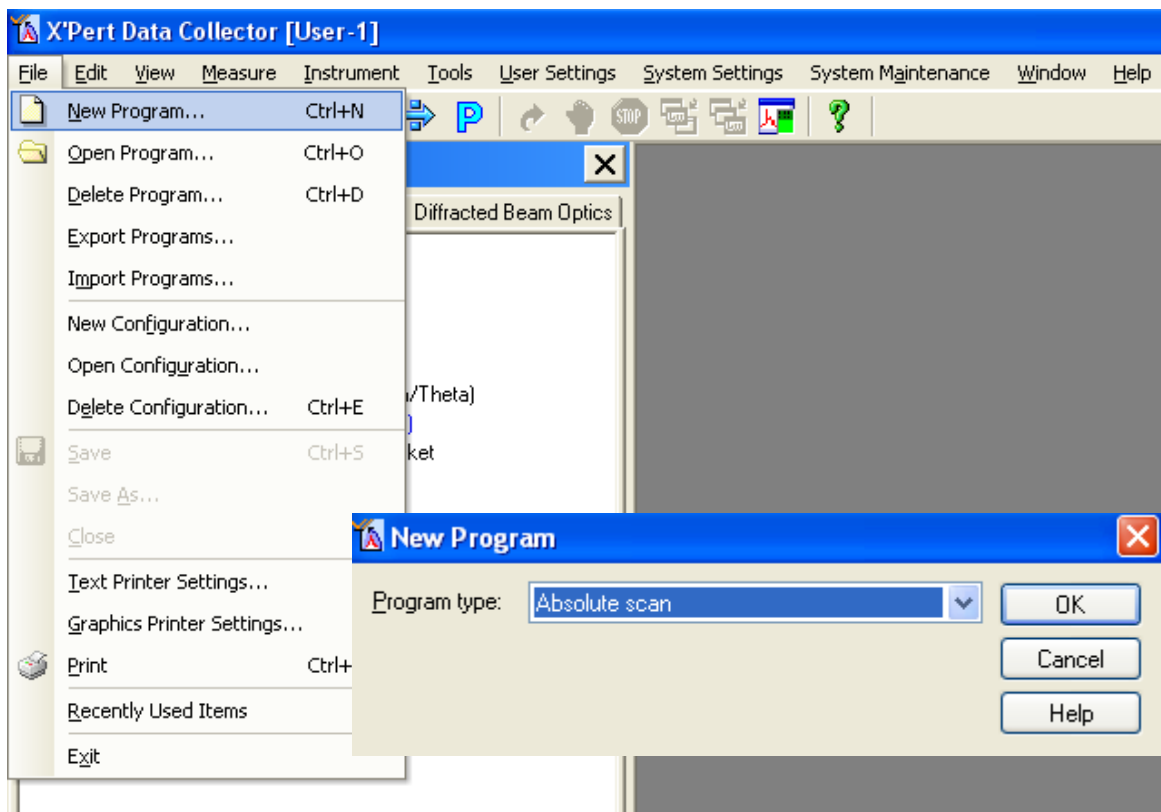 X'Pert Data Collector [User-1]
File Edit View Measure Instrument Tools User Settings System Settings System Maintenance Window Help
New Program... Ctrl+N
P STOP
Open Program... Ctrl+O
Delete Program... Ctrl+D
Diffracted Beam Optics
Export Programs...
Import Programs...
New Configuration...
Open Configuration...
/Theta)
Delete Configuration... Ctrl+E
)
Save Ctrl+S
ket
Save As...
Close
New Program
Text Printer Settings...
Program type: Absolute scan OK
Graphics Printer Settings...
Cancel
Print Ctrl+
Recently Used Items
Help
Exit